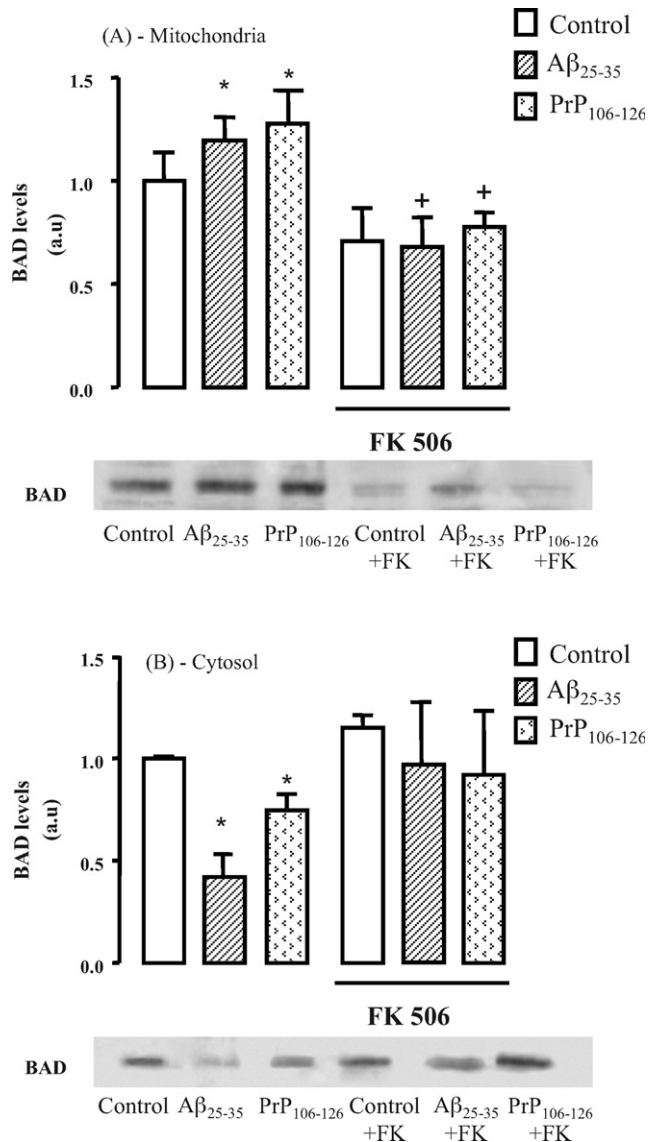 (A) - Mitochondria
Control
Aβ25-35
PrP106-126
1.5
1.0
0.5
0.0
BAD levels
(a.u)
* *
+ +
FK 506
BAD
Control Aβ25-35 PrP106-126 Control Aβ25-35 PrP106-126
+FK +FK +FK
(B) - Cytosol
Control
Aβ25-35
PrP106-126
1.5
1.0
0.5
0.0
BAD levels
(a.u)
*
*
FK 506
BAD
Control Aβ25-35 PrP106-126 Control Aβ25-35 PrP106-126
+FK +FK +FK